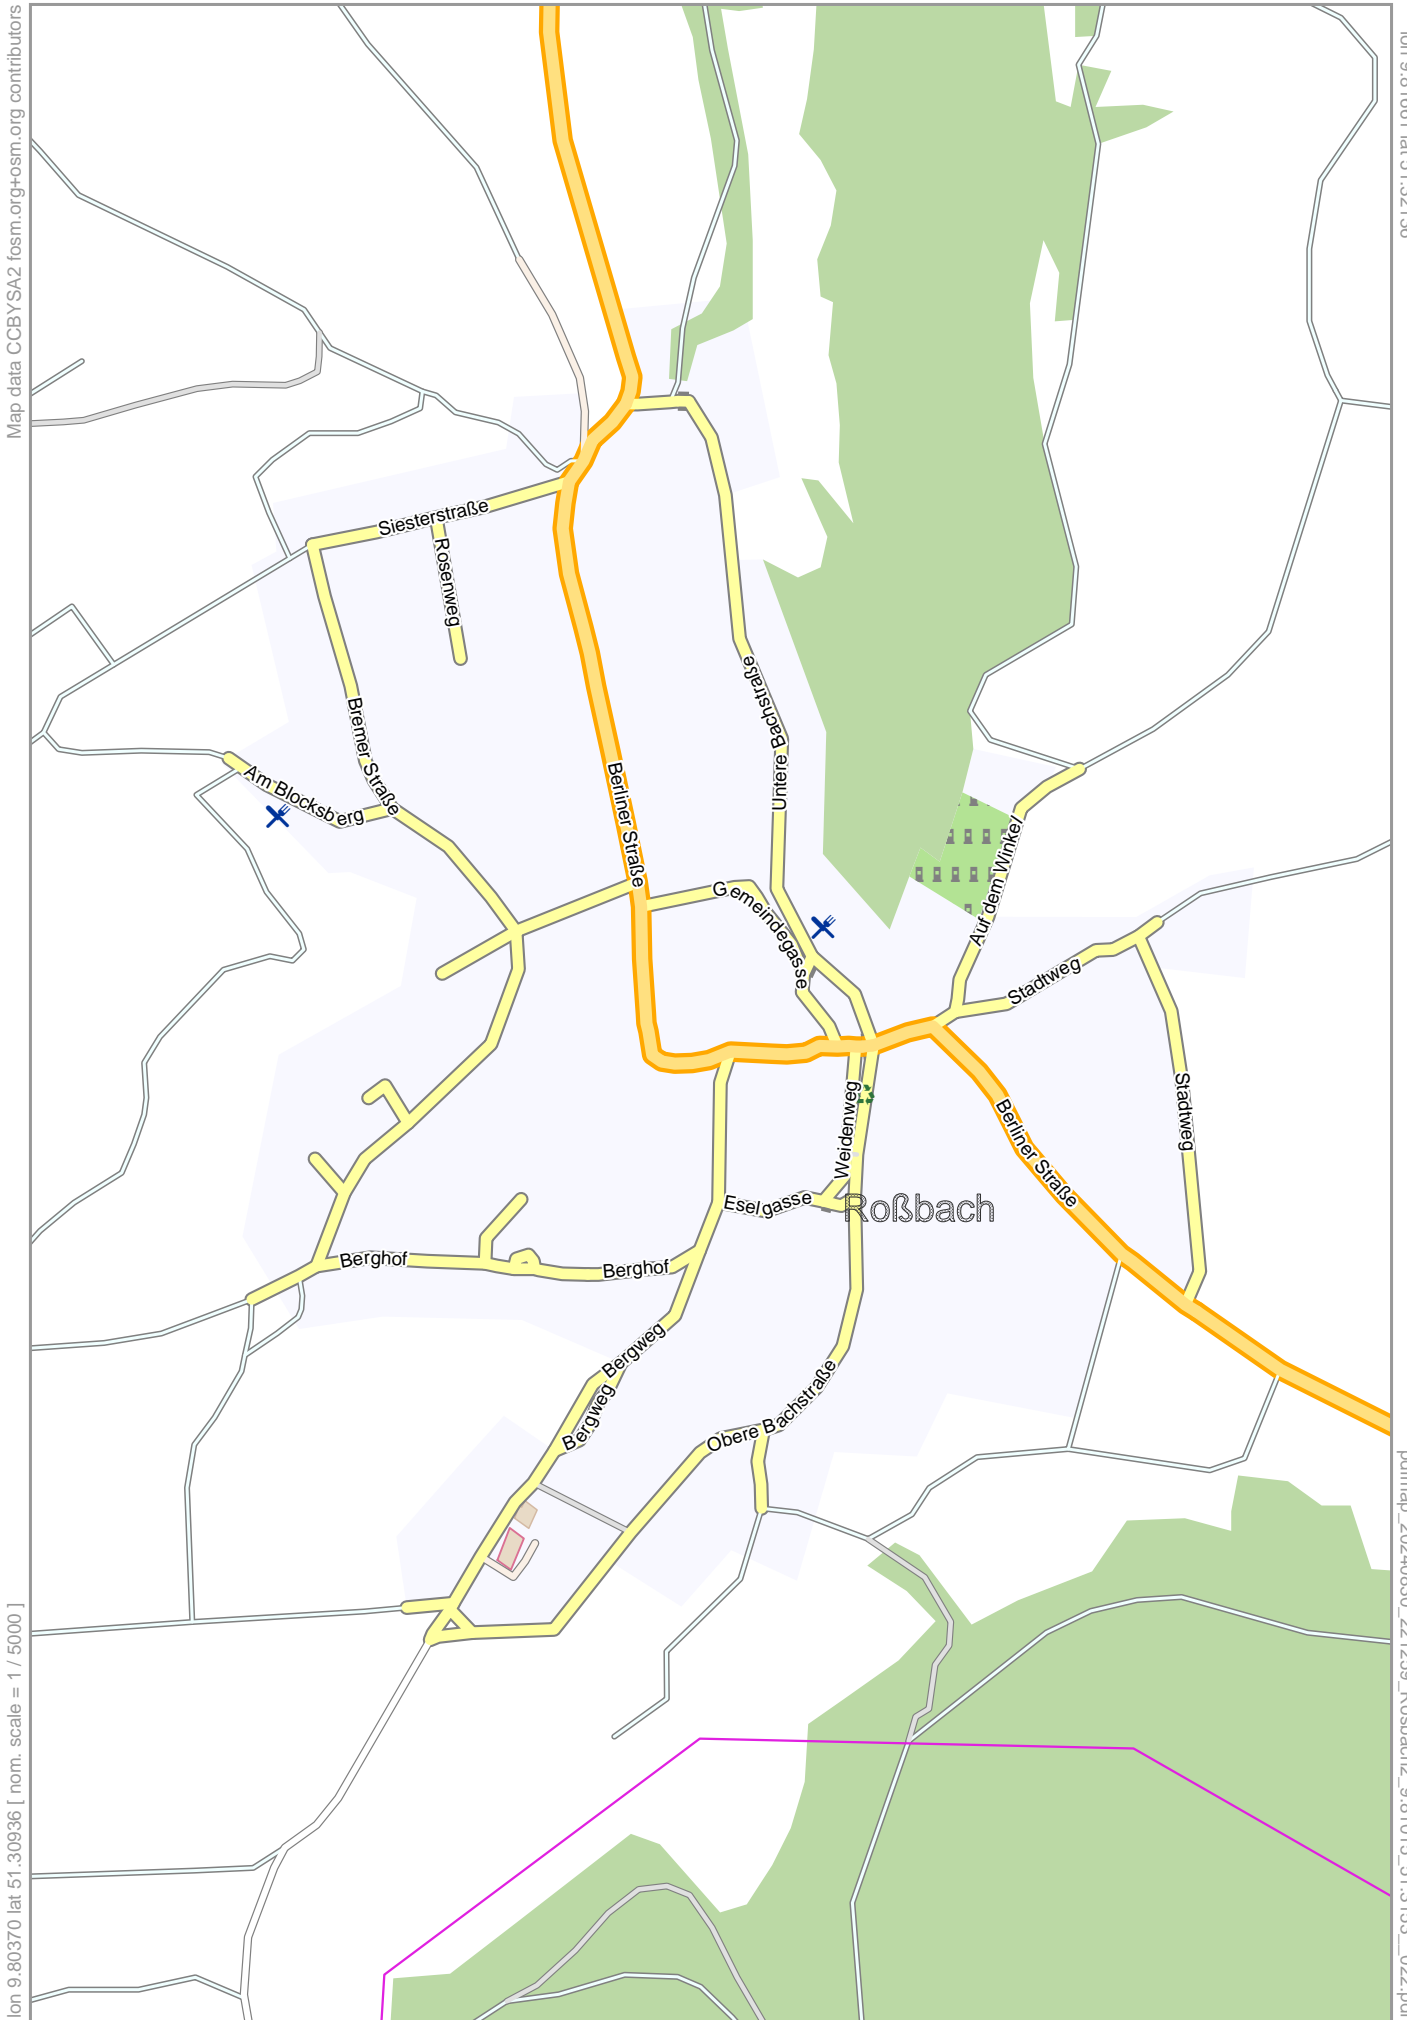 Map data CCBYSA2 fosm.org+osm.org contributors
lon 9.80370 lat 51.30936 [ nom. scale = 1 / 5000 ]
Siesterstraße
Rosenweg
Bremer Straße
Am Blocksberg
Berliner Straße
Untere Bachstraße
Gemeindegasse
Auf dem Winkel
Stadtweg
Stadtweg
Weidenweg
Berliner Straße
Eselgasse
Roßbach
Berghof
Berghof
Bergweg
Bergweg
Obere Bachstraße